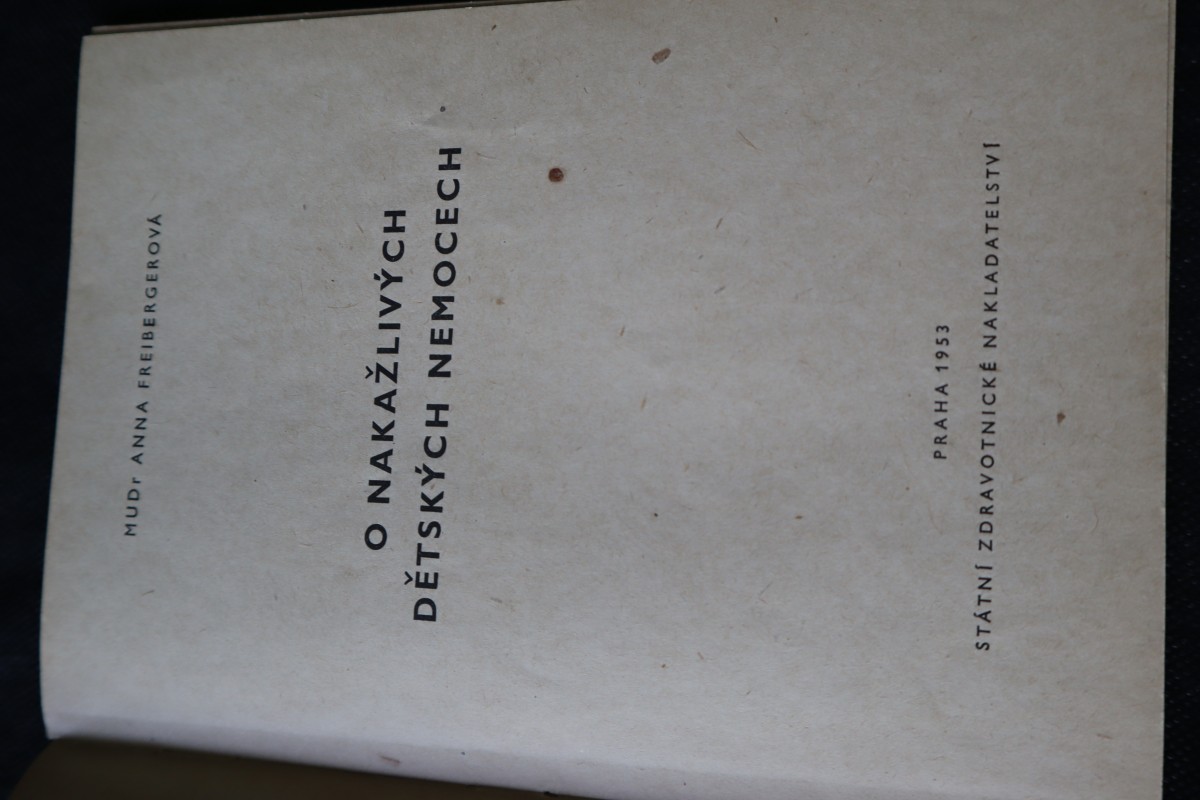 MUDr ANNA FREIBERGEROVÁ
O NAKAŽLIVÝCH
DĚTSKÝCH NEMOCECH
PRAHA 1953
STÁTNÍ ZDRAVOTNICKÉ NAKLADATELSTVÍ